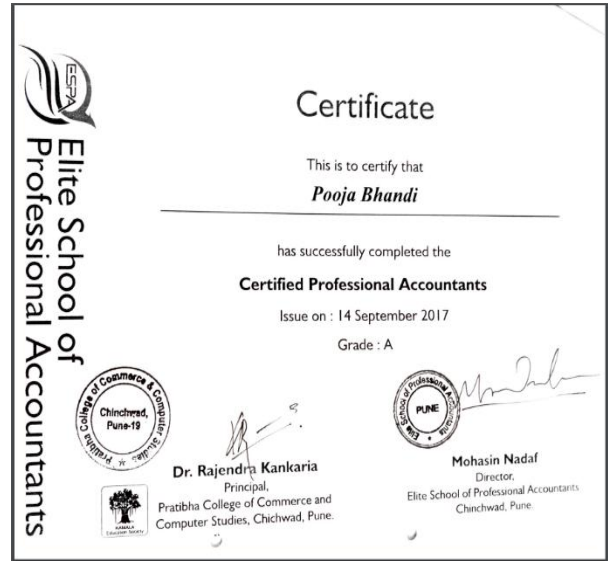 ESPA
Elite School of
Professional Accountants
Certificate
This is to certify that
Pooja Bhandi
has successfully completed the
Certified Professional Accountants
Issue on : 14 September 2017
Grade : A
Pratibha College of Commerce & Computer Studies
Chinchwad,
Pune-19
Dr. Rajendra Kankaria
Principal,
Pratibha College of Commerce and
Computer Studies, Chichwad, Pune.
KAMALA
Education Society
Elite School of Professional Accountants
PUNE
Mohasin Nadaf
Director,
Elite School of Professional Accountants
Chinchwad, Pune